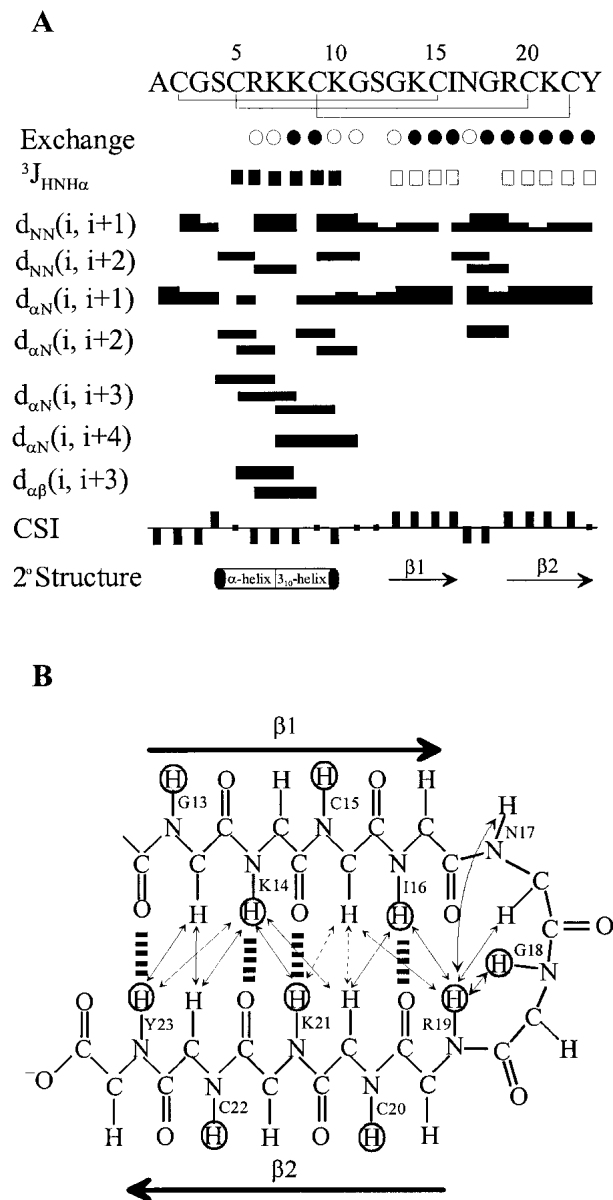 A
5 10 15 20
ACGSCRKKCKGSGKCINGRCKCY
Exchange
³J_HNHα
d_NN(i, i+1)
d_NN(i, i+2)
d_αN(i, i+1)
d_αN(i, i+2)
d_αN(i, i+3)
d_αN(i, i+4)
d_αβ(i, i+3)
CSI
2° Structure α-helix 3₁₀-helix β1 β2
B
β1
H O H H O H H
G13 C15 N17
C N C C N C C N C C N C C N C
O H K14 H O H I16 H H O
G18 H N
O H H O H H O R19 H
Y23 K21
⁻O C C N C C N C C N C C N C C N C C H
H O C22 H H O C20 H H O
β2